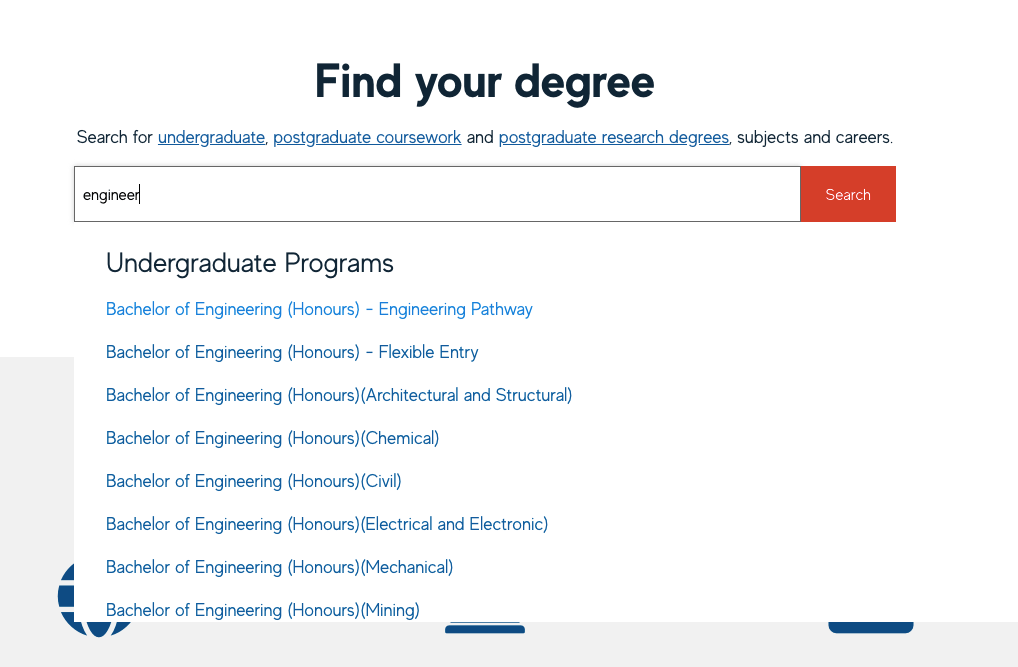 Find your degree
Search for undergraduate, postgraduate coursework and postgraduate research degrees, subjects and careers.
engineer
Search
Undergraduate Programs
Bachelor of Engineering (Honours) - Engineering Pathway
Bachelor of Engineering (Honours) - Flexible Entry
Bachelor of Engineering (Honours)(Architectural and Structural)
Bachelor of Engineering (Honours)(Chemical)
Bachelor of Engineering (Honours)(Civil)
Bachelor of Engineering (Honours)(Electrical and Electronic)
Bachelor of Engineering (Honours)(Mechanical)
Bachelor of Engineering (Honours)(Mining)